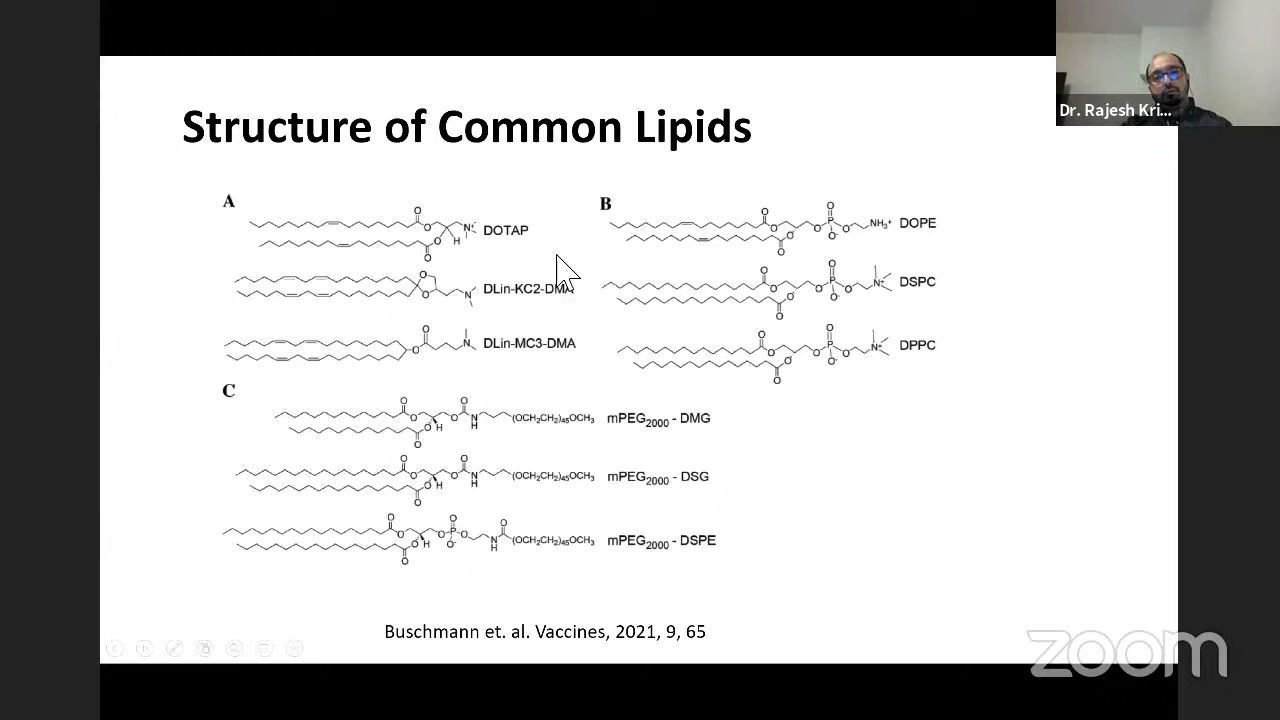 Dr. Rajesh Kri...
Structure of Common Lipids
A
DOTAP
DLin-KC2-DMA
DLin-MC3-DMA
B
DOPE
DSPC
DPPC
C
(OCH₂CH₂)₄₅OCH₃ mPEG₂₀₀₀ - DMG
(OCH₂CH₂)₄₅OCH₃ mPEG₂₀₀₀ - DSG
(OCH₂CH₂)₄₅OCH₃ mPEG₂₀₀₀ - DSPE
Buschmann et. al. Vaccines, 2021, 9, 65
zoom